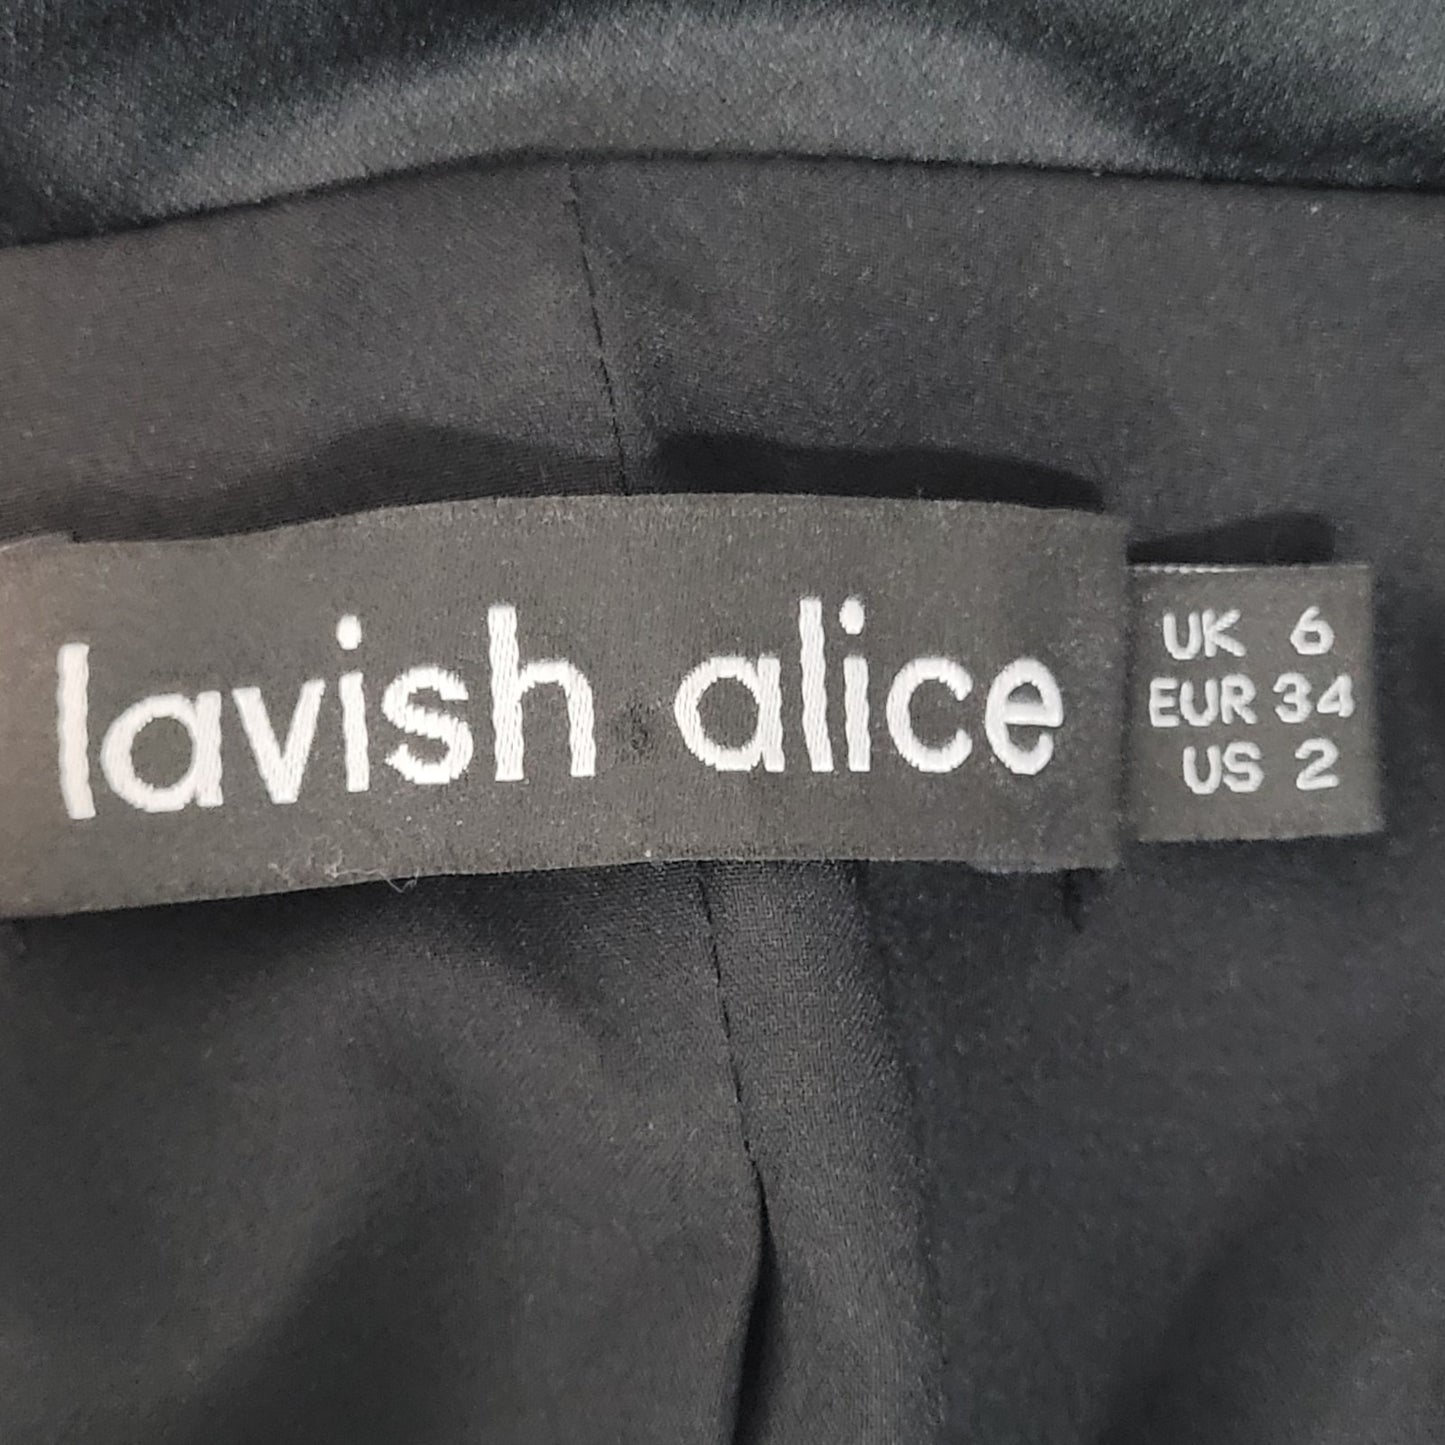 lavish alice
UK 6
EUR 34
US 2